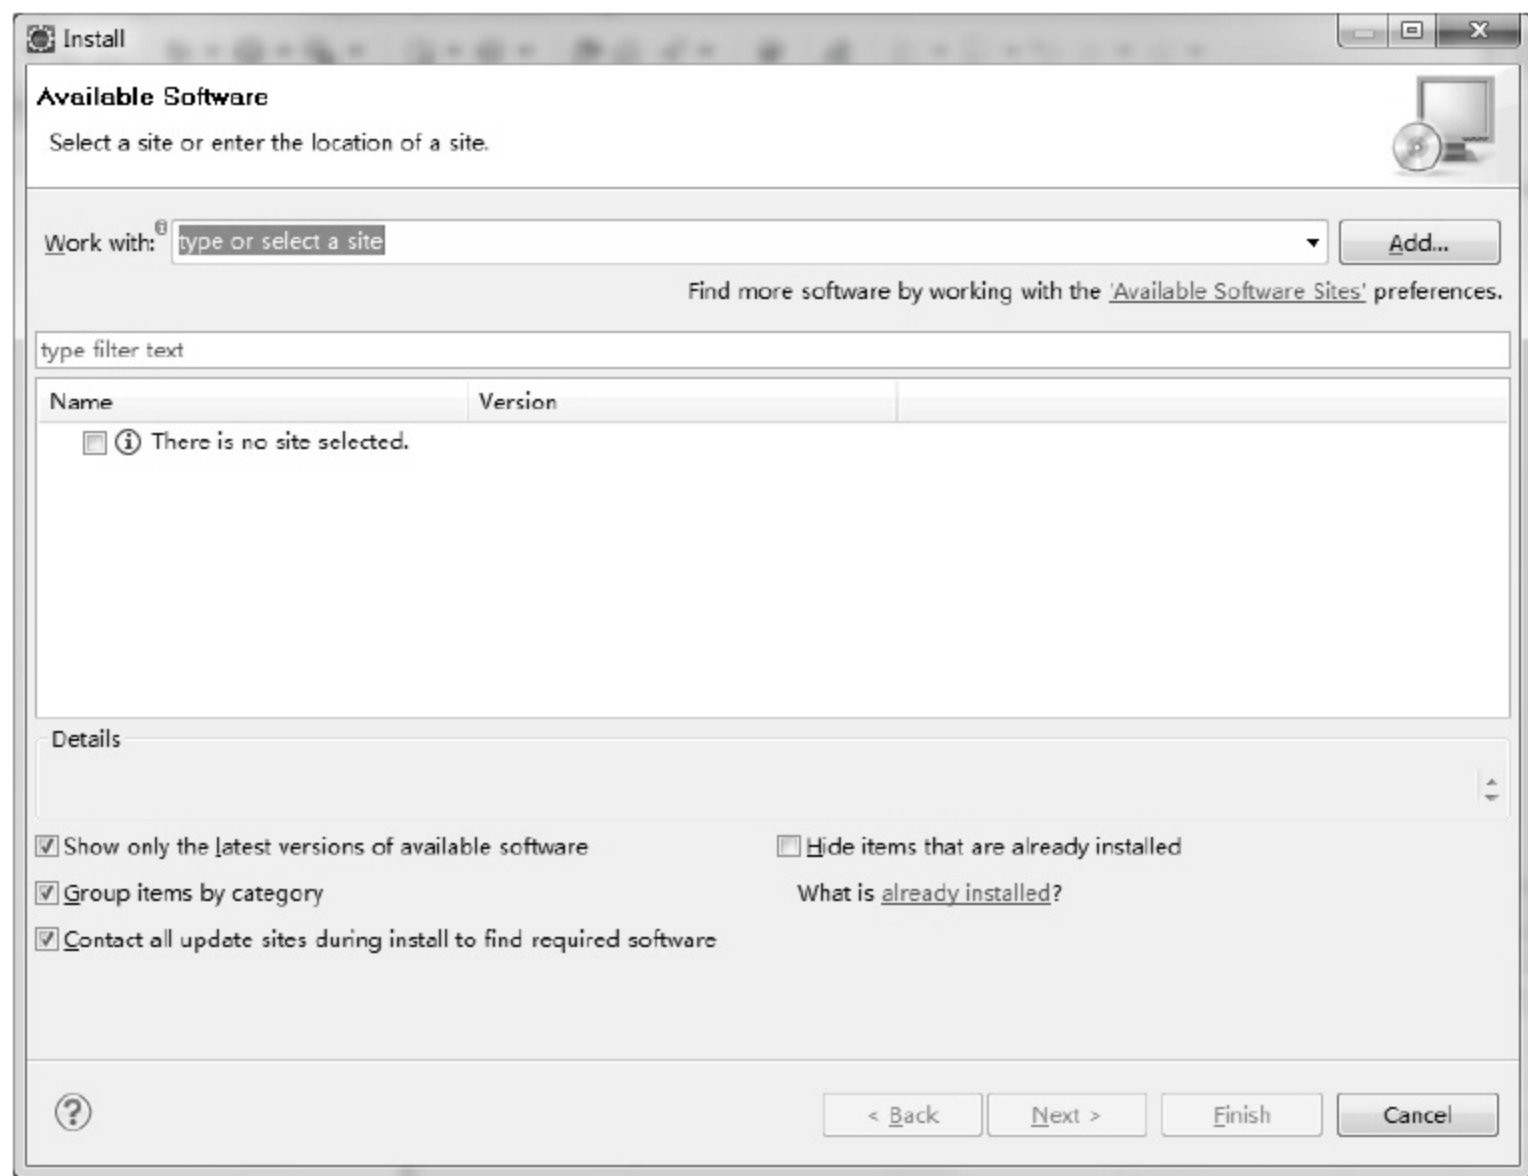 Install
Available Software
Select a site or enter the location of a site.
Work with: type or select a site Add...
Find more software by working with the 'Available Software Sites' preferences.
type filter text
Name Version
There is no site selected.
Details
Show only the latest versions of available software Hide items that are already installed
Group items by category What is already installed?
Contact all update sites during install to find required software
< Back Next > Finish Cancel